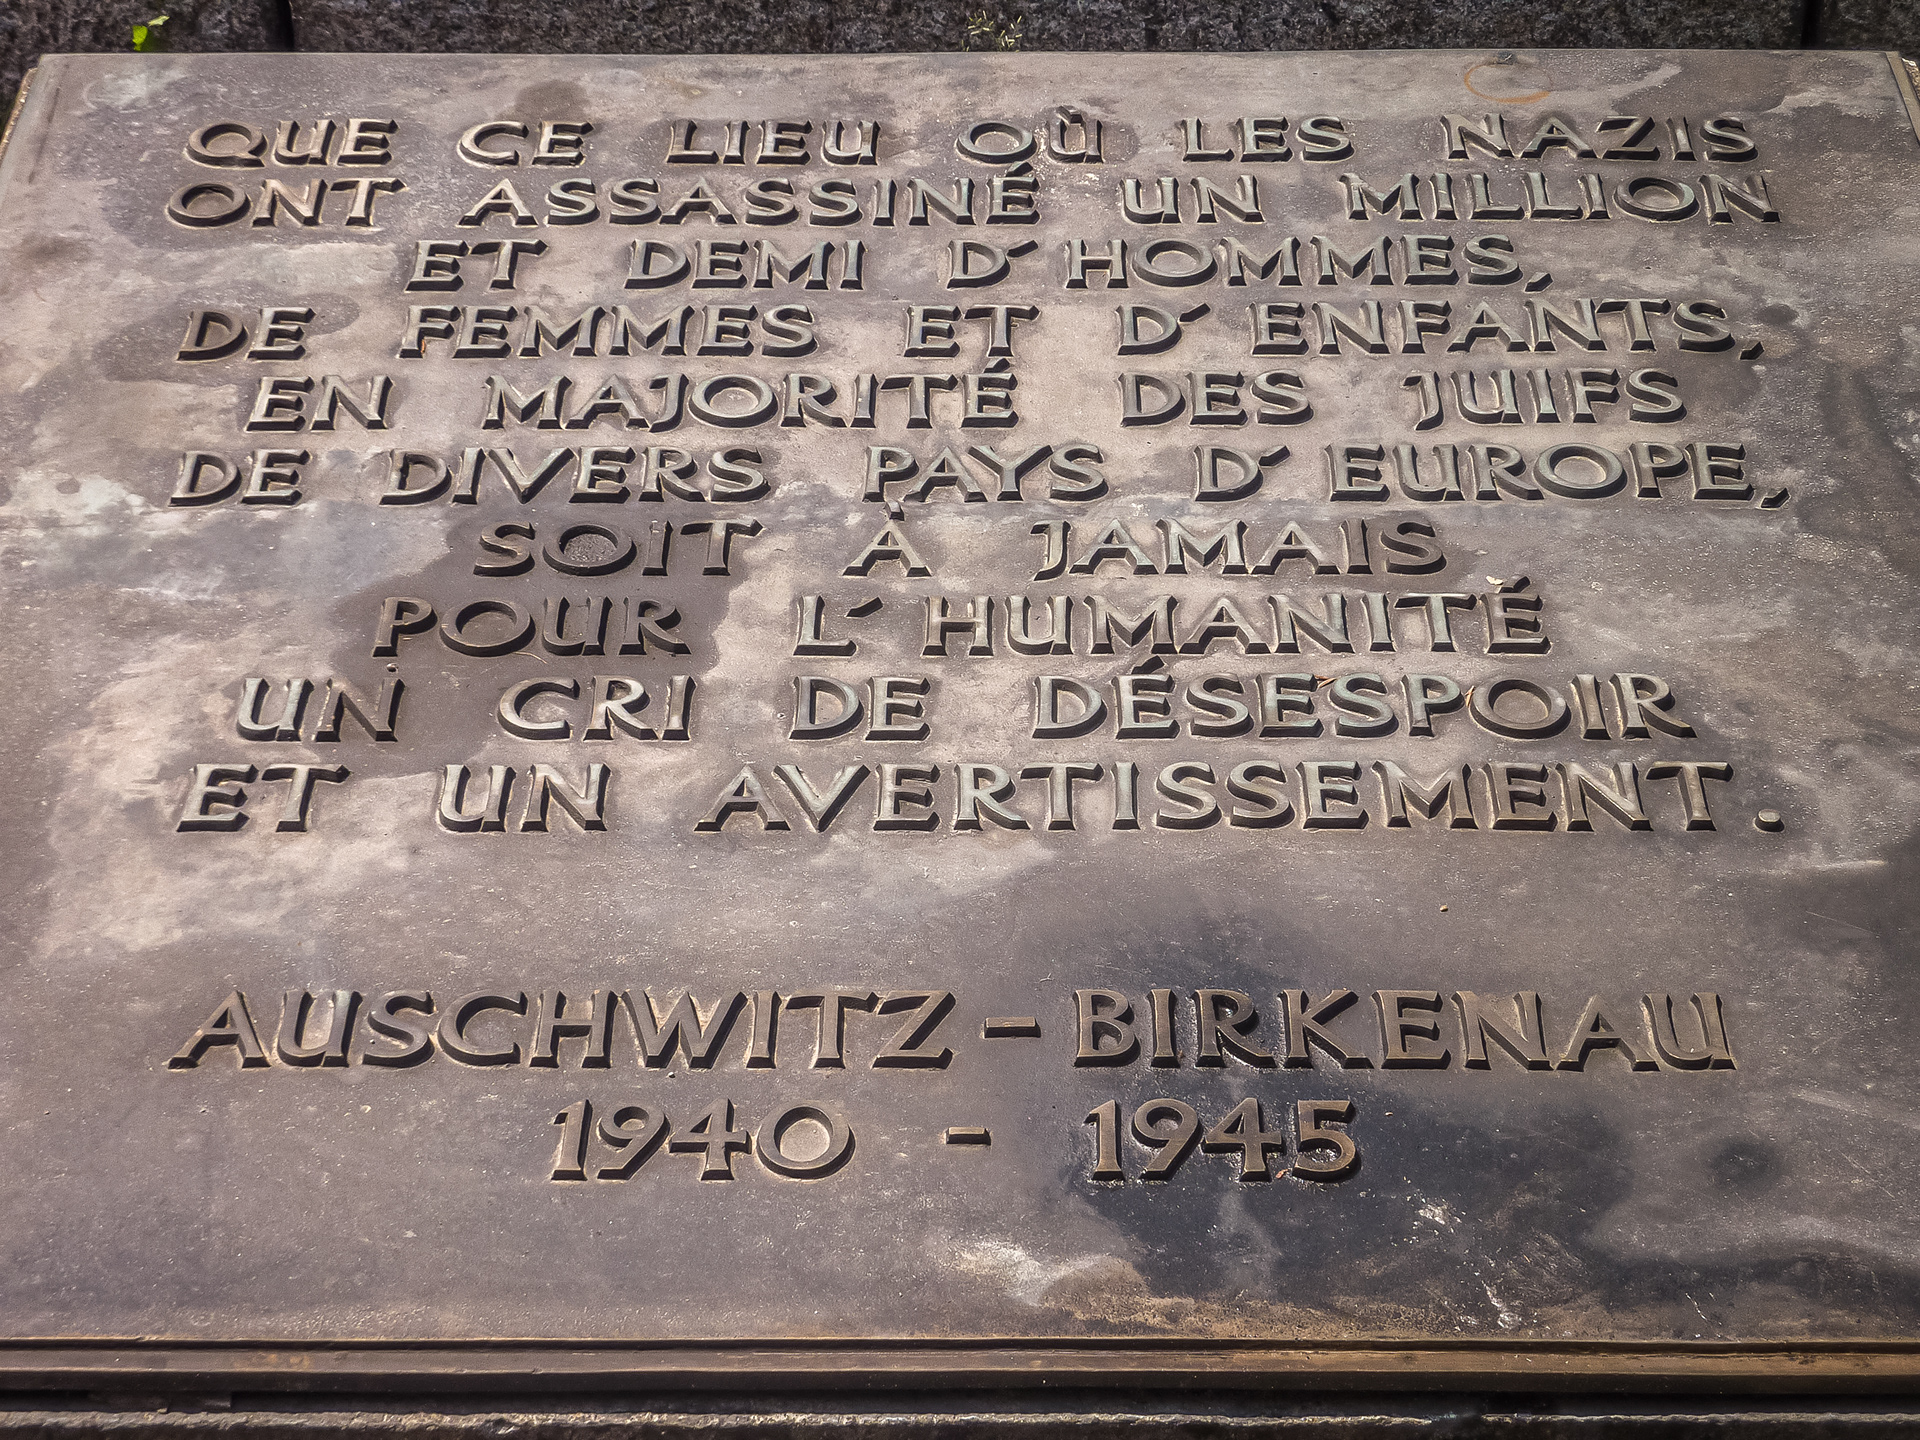 QUE CE LIEU OÙ LES NAZIS
ONT ASSASSINÉ UN MILLION
ET DEMI D'HOMMES,
DE FEMMES ET D'ENFANTS,
EN MAJORITÉ DES JUIFS
DE DIVERS PAYS D'EUROPE,
SOIT À JAMAIS
POUR L'HUMANITÉ
UN CRI DE DÉSESPOIR
ET UN AVERTISSEMENT.
AUSCHWITZ - BIRKENAU
1940 - 1945